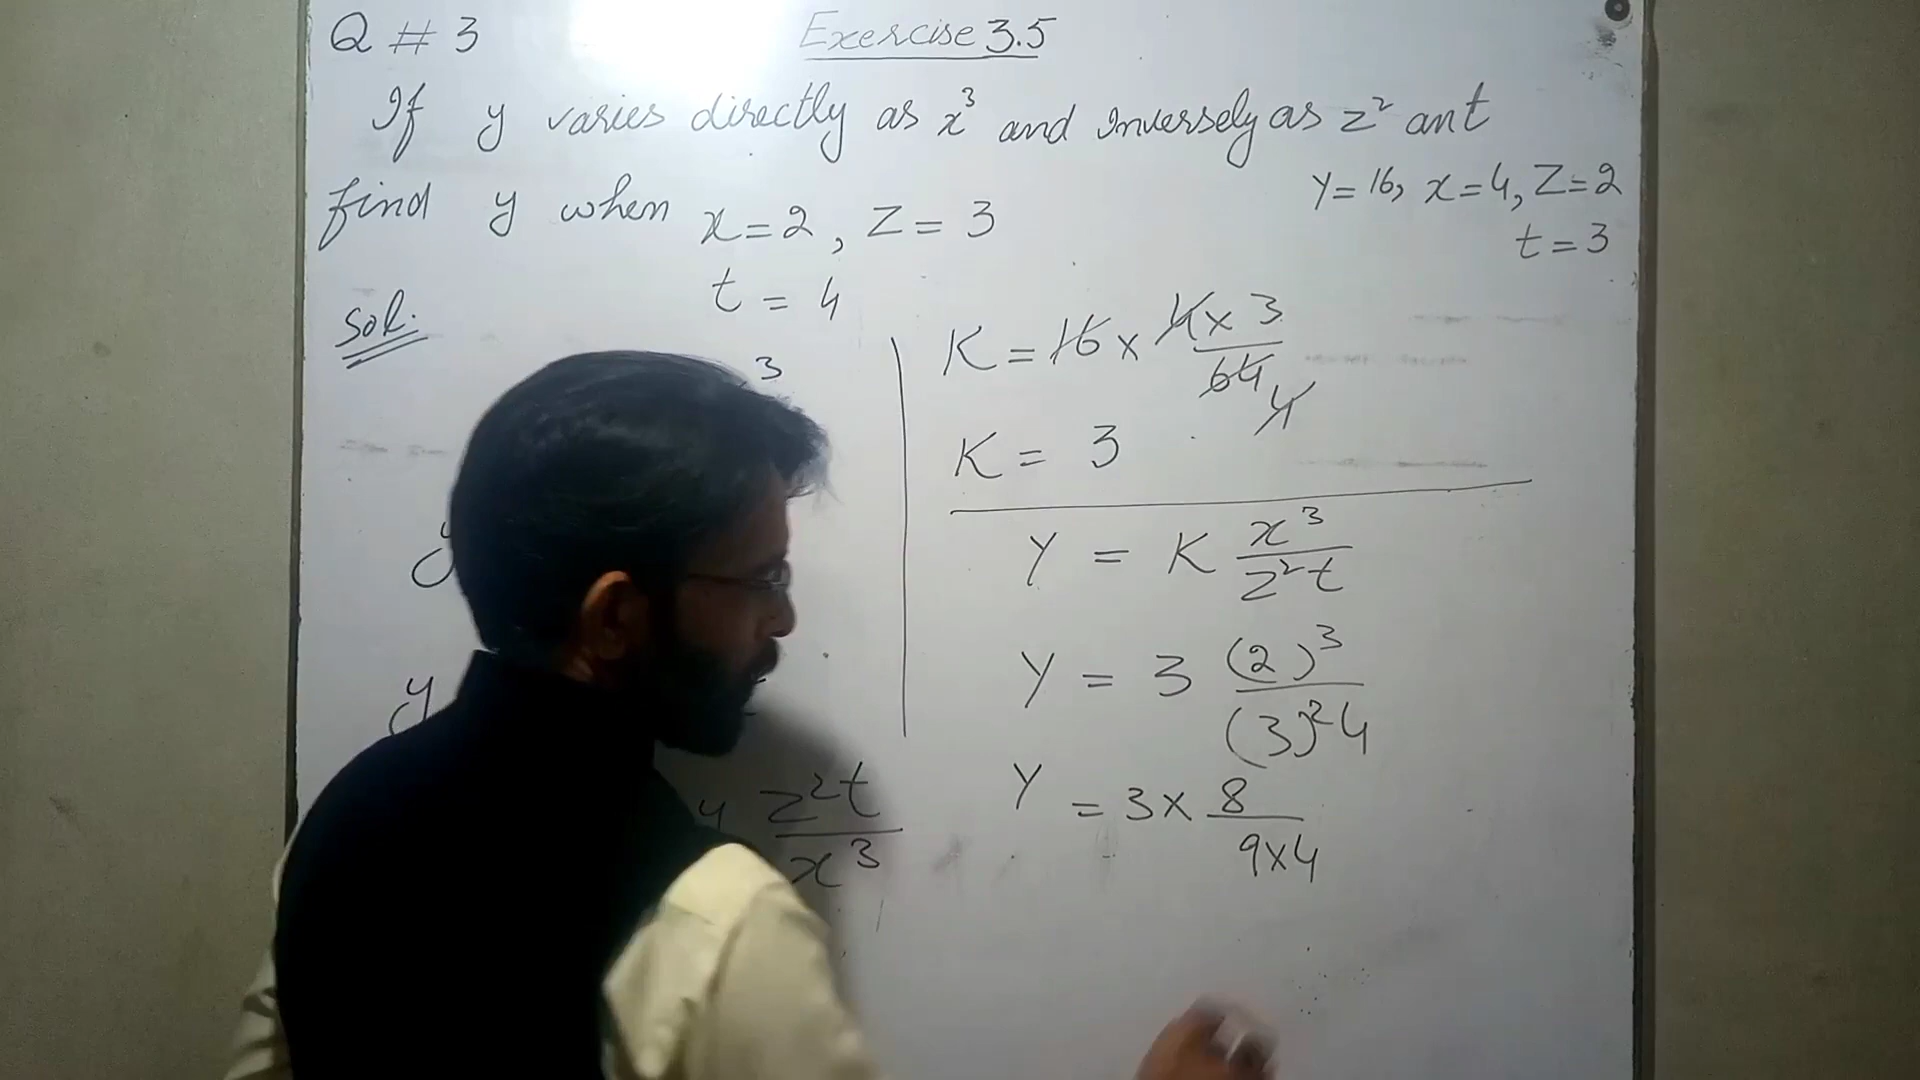 Q # 3 Exercise 3.5
If y varies directly as x³ and Inversely as z² ant
y=16, x=4, Z=2
find y when x=2, Z=3
t=3
t=4
Sol.
3
K = 16 × 4×3/64 4
K = 3
y
Y = K x³/Z²t
y
Y = 3 (2)³/(3)²4
y Z²t/x³
Y = 3× 8/9×4